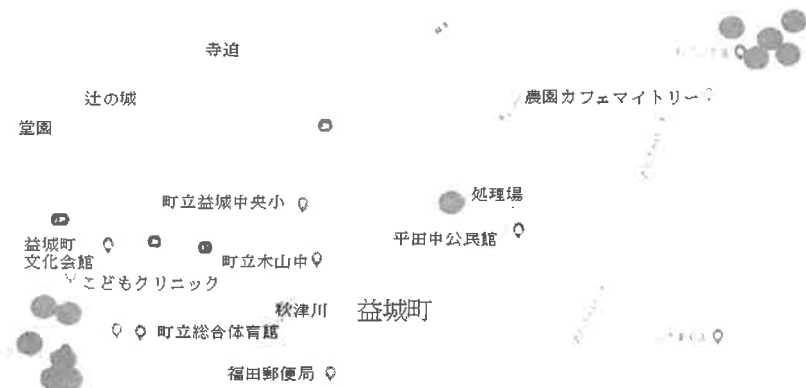 寺迫
辻の城
農園カフェマイトリー
堂園
町立益城中央小
処理場
平田中公民館
益城町
文化会館
町立木山中
こどもクリニック
秋津川
益城町
町立総合体育館
福田郵便局